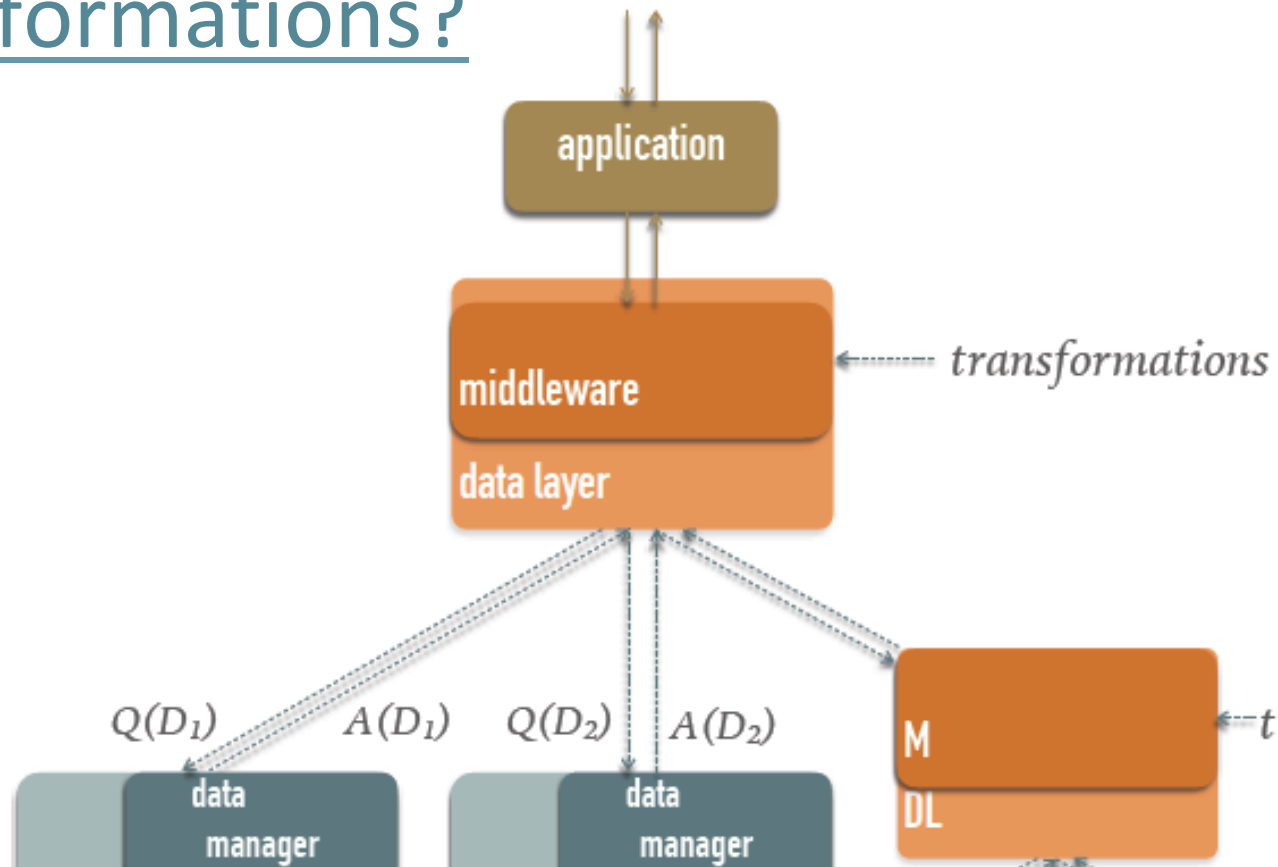 formations?
application
transformations
middleware
data layer
Q(D₁) A(D₁) Q(D₂) A(D₂)
t
M
data
manager
data
manager
DL